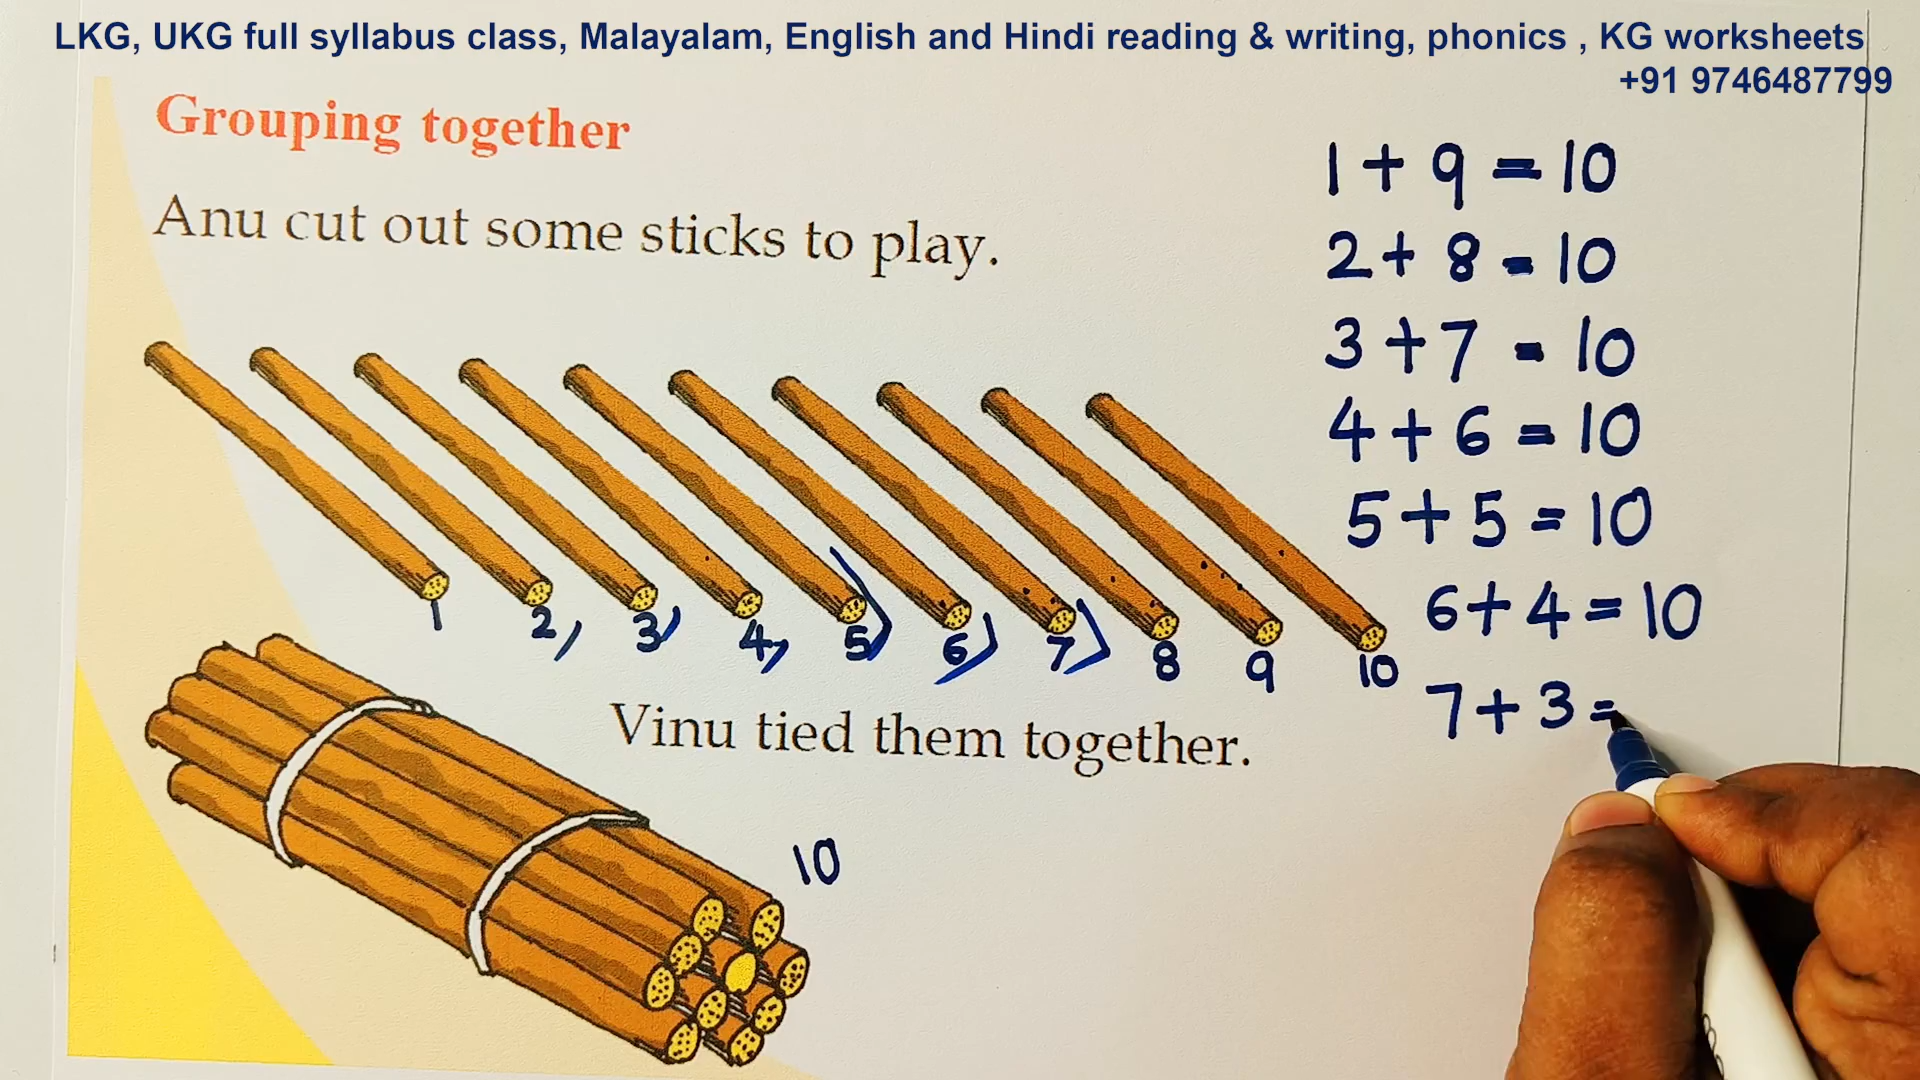 LKG, UKG full syllabus class, Malayalam, English and Hindi reading & writing, phonics , KG worksheets
+91 9746487799
Grouping together
Anu cut out some sticks to play.
1 2, 3, 4, 5) 6) 7) 8 9 10
Vinu tied them together.
10
1 + 9 = 10
2 + 8 = 10
3 + 7 = 10
4 + 6 = 10
5 + 5 = 10
6 + 4 = 10
7 + 3 =